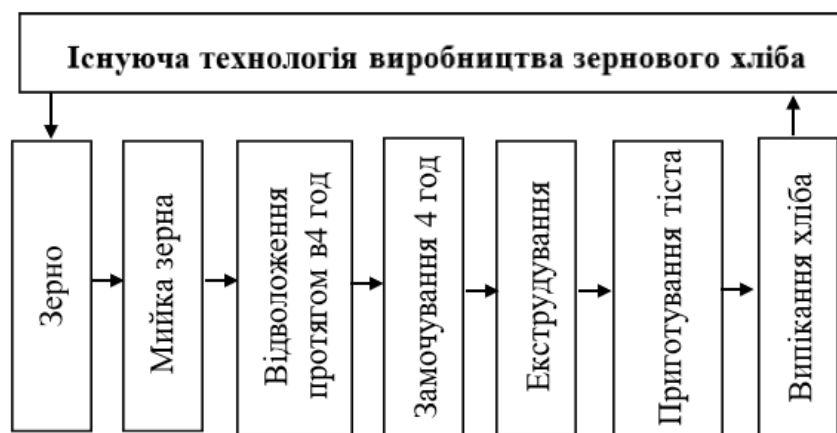 Існуюча технологія виробництва зернового хліба
Зерно
Мийка зерна
Відволоження
протягом в4 год
Замочування 4 год
Екструдування
Приготування тіста
Випікання хліба